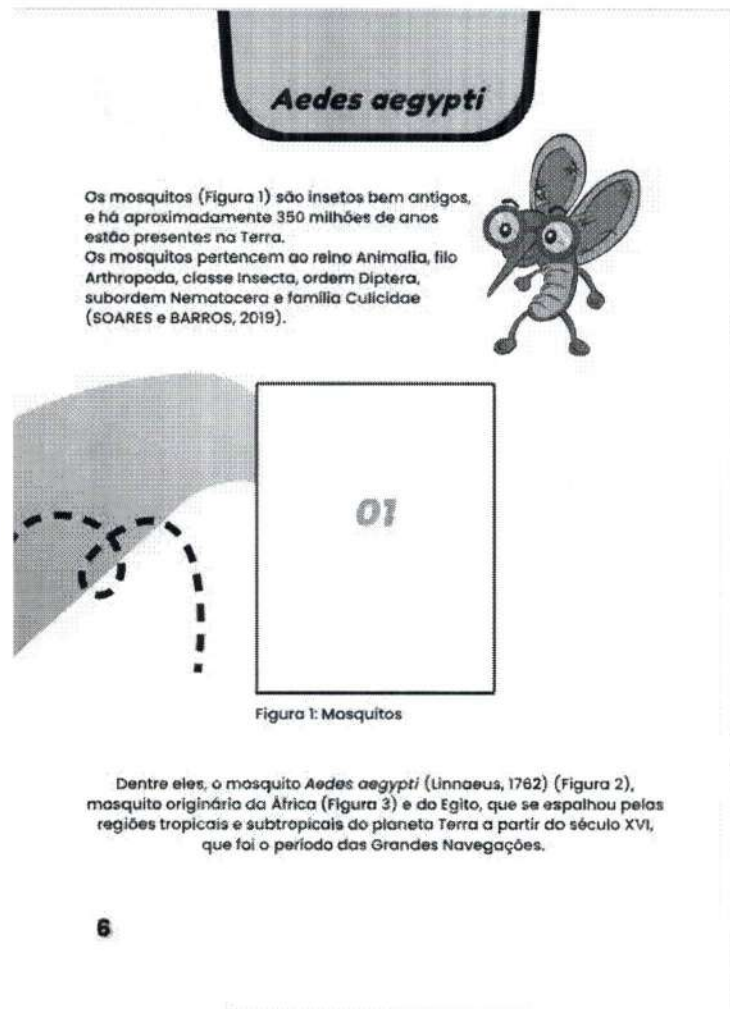 Aedes aegypti
Os mosquitos (Figura 1) são insetos bem antigos,
e há aproximadamente 350 milhões de anos
estão presentes na Terra.
Os mosquitos pertencem ao reino Animalia, filo
Arthropoda, classe Insecta, ordem Diptera,
subordem Nematocera e família Culicidae
(SOARES e BARROS, 2019).
01
Figura 1: Mosquitos
Dentre eles, o mosquito Aedes aegypti (Linnaeus, 1762) (Figura 2),
mosquito originário da África (Figura 3) e do Egito, que se espalhou pelas
regiões tropicais e subtropicais do planeta Terra a partir do século XVI,
que foi o período das Grandes Navegações.
6